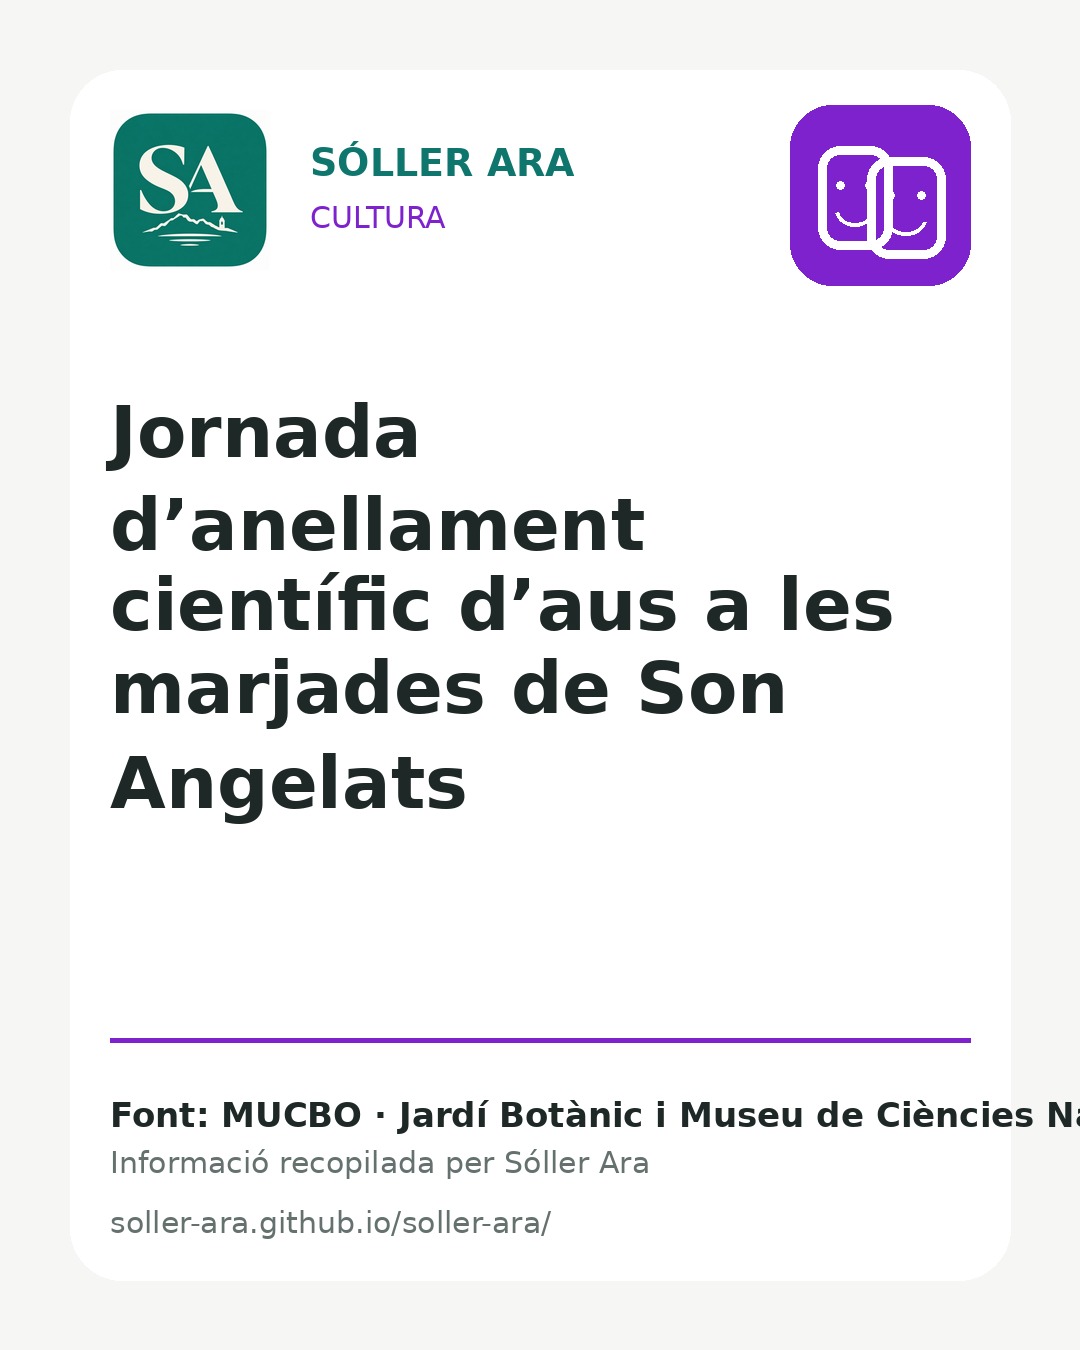 SA
SÓLLER ARA
CULTURA
Jornada
d’anellament
científic d’aus a les
marjades de Son
Angelats
Font: MUCBO · Jardí Botànic i Museu de Ciències
Informació recopilada per Sóller Ara
soller-ara.github.io/soller-ara/